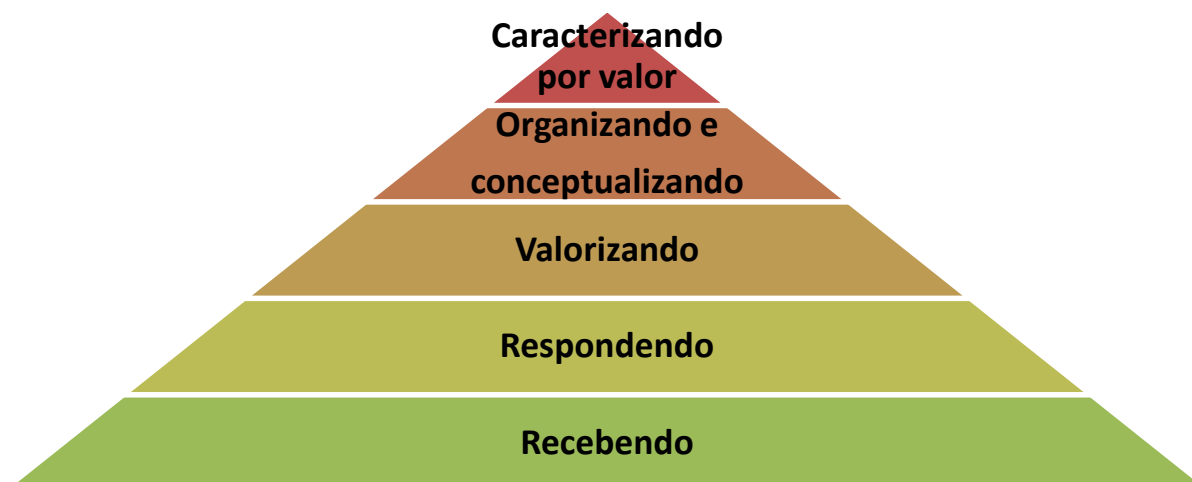 Caracterizando
por valor
Organizando e
conceptualizando
Valorizando
Respondendo
Recebendo